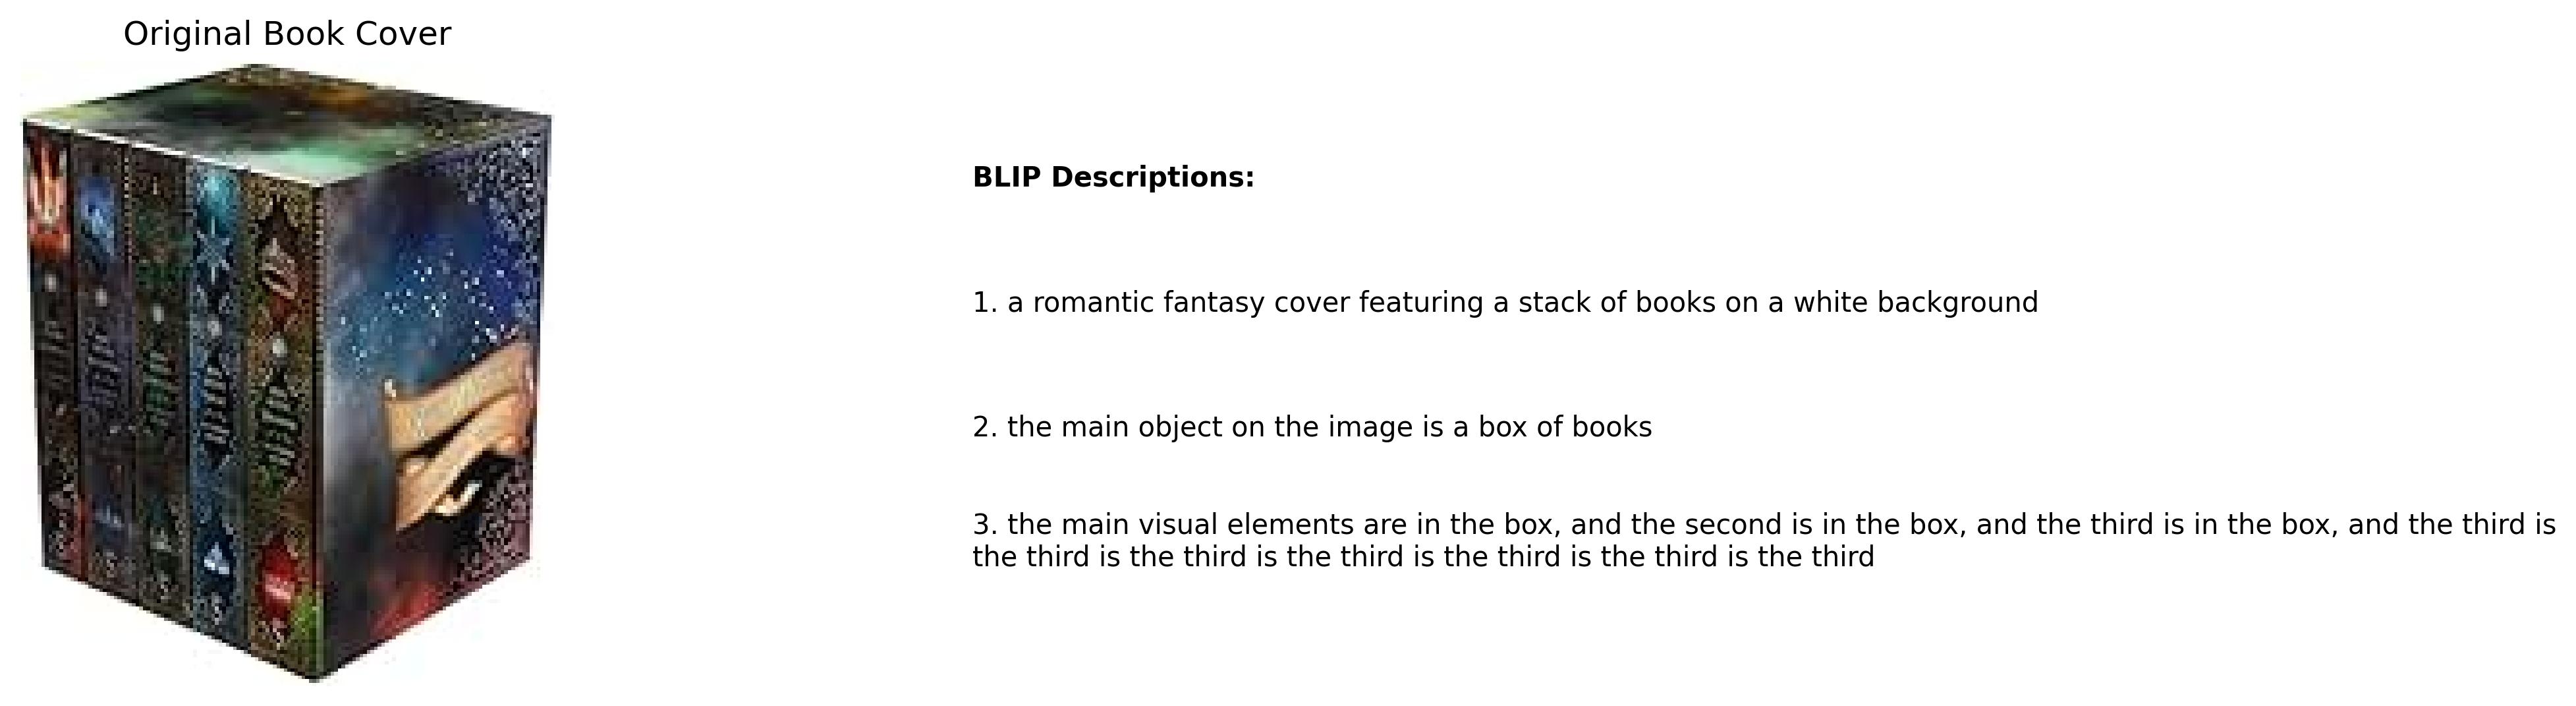 Original Book Cover
BLIP Descriptions:
1. a romantic fantasy cover featuring a stack of books on a white background
2. the main object on the image is a box of books
3. the main visual elements are in the box, and the second is in the box, and the third is in the box, and the third is
the third is the third is the third is the third is the third is the third